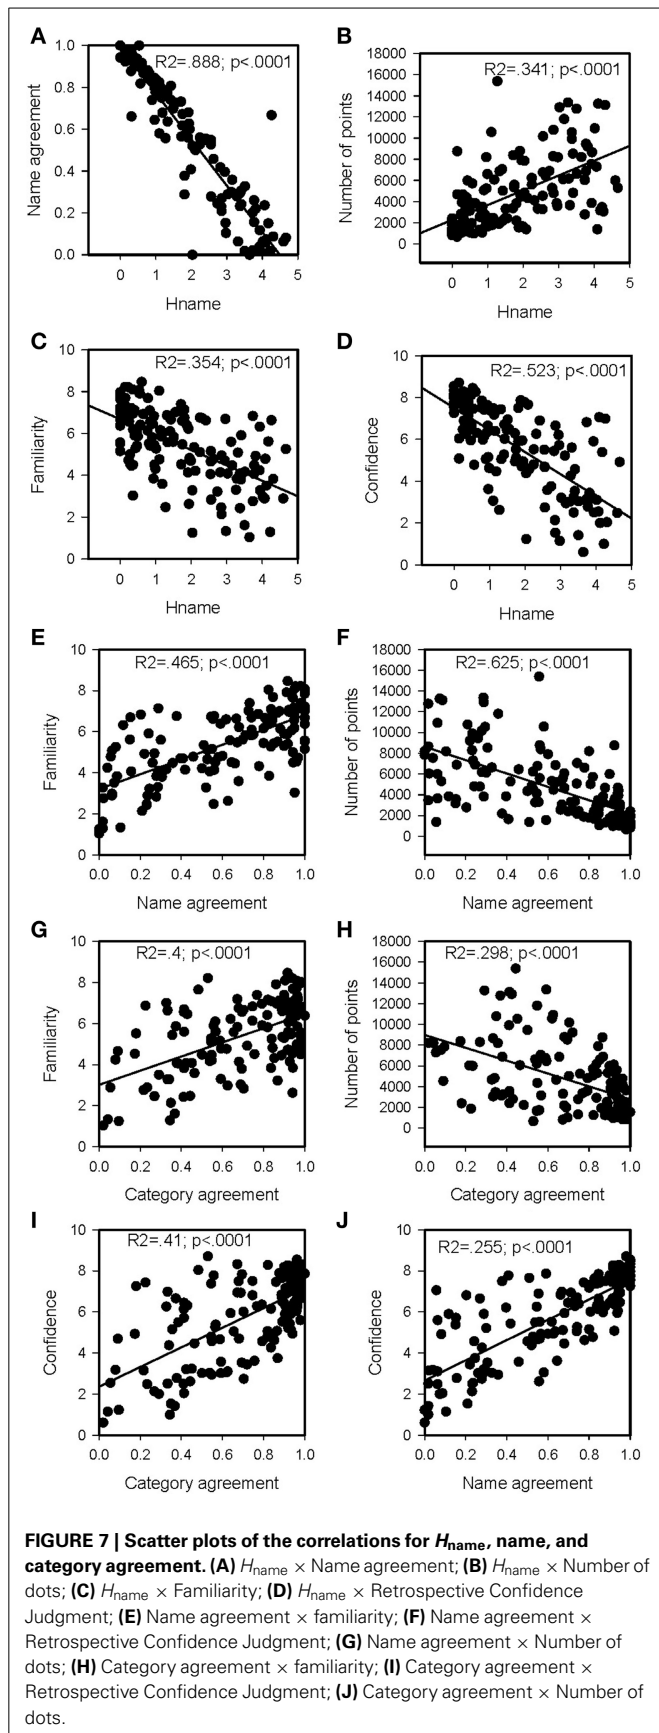 A
R2=.888; p<.0001
Name agreement
1.0
0.8
0.6
0.4
0.2
0.0
0 1 2 3 4 5
Hname
B
R2=.341; p<.0001
Number of points
18000
16000
14000
12000
10000
8000
6000
4000
2000
0
0 1 2 3 4 5
Hname
C
R2=.354; p<.0001
Familiarity
10
8
6
4
2
0
0 1 2 3 4 5
Hname
D
R2=.523; p<.0001
Confidence
10
8
6
4
2
0
0 1 2 3 4 5
Hname
E
R2=.465; p<.0001
Familiarity
10
8
6
4
2
0
0.0 0.2 0.4 0.6 0.8 1.0
Name agreement
F
R2=.625; p<.0001
Number of points
18000
16000
14000
12000
10000
8000
6000
4000
2000
0
0.0 0.2 0.4 0.6 0.8 1.0
Name agreement
G
R2=.4; p<.0001
Familiarity
10
8
6
4
2
0
0.0 0.2 0.4 0.6 0.8 1.0
Category agreement
H
R2=.298; p<.0001
Number of points
18000
16000
14000
12000
10000
8000
6000
4000
2000
0
0.0 0.2 0.4 0.6 0.8 1.0
Category agreement
I
R2=.41; p<.0001
Confidence
10
8
6
4
2
0
0.0 0.2 0.4 0.6 0.8 1.0
Category agreement
J
R2=.255; p<.0001
Confidence
10
8
6
4
2
0
0.0 0.2 0.4 0.6 0.8 1.0
Name agreement
FIGURE 7 | Scatter plots of the correlations for Hname, name, and
category agreement. (A) Hname × Name agreement; (B) Hname × Number of
dots; (C) Hname × Familiarity; (D) Hname × Retrospective Confidence
Judgment; (E) Name agreement × familiarity; (F) Name agreement ×
Retrospective Confidence Judgment; (G) Name agreement × Number of
dots; (H) Category agreement × familiarity; (I) Category agreement ×
Retrospective Confidence Judgment; (J) Category agreement × Number of
dots.